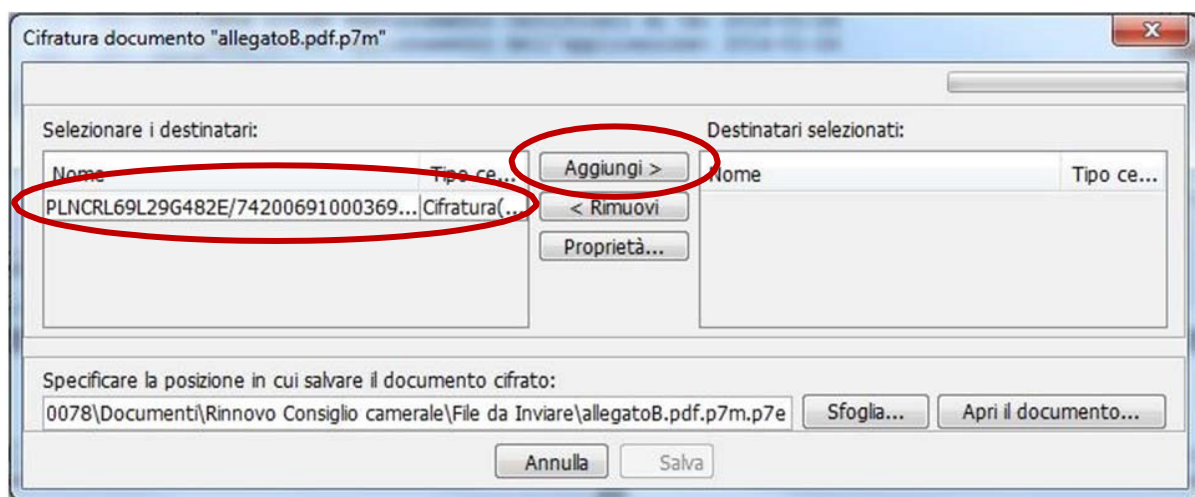 Cifratura documento "allegatoB.pdf.p7m"
Selezionare i destinatari:
Destinatari selezionati:
Nome Tipo ce...
Aggiungi >
Nome Tipo ce...
PLNCRL69L29G482E/74200691000369... Cifratura(...
< Rimuovi
Proprietà...
Specificare la posizione in cui salvare il documento cifrato:
0078\Documenti\Rinnovo Consiglio camerale\File da Inviare\allegatoB.pdf.p7m.p7e
Sfoglia...
Apri il documento...
Annulla
Salva